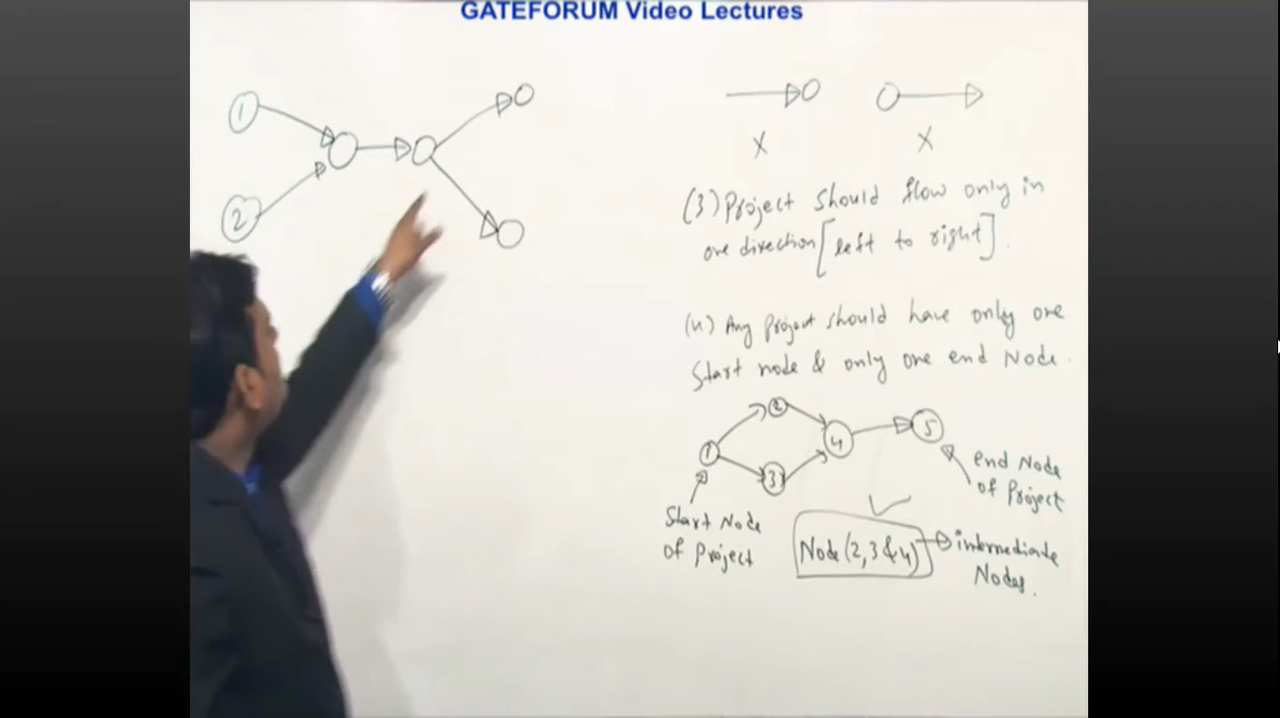 GATEFORUM Video Lectures
1
2
X
X
(3) Project should flow only in
one direction [left to right].
(4) Any project should have only one
Start node & only one end Node.
1
2
3
4
5
end Node
of Project
Start Node
of Project
Node (2, 3 & 4)
intermediate
Nodes.